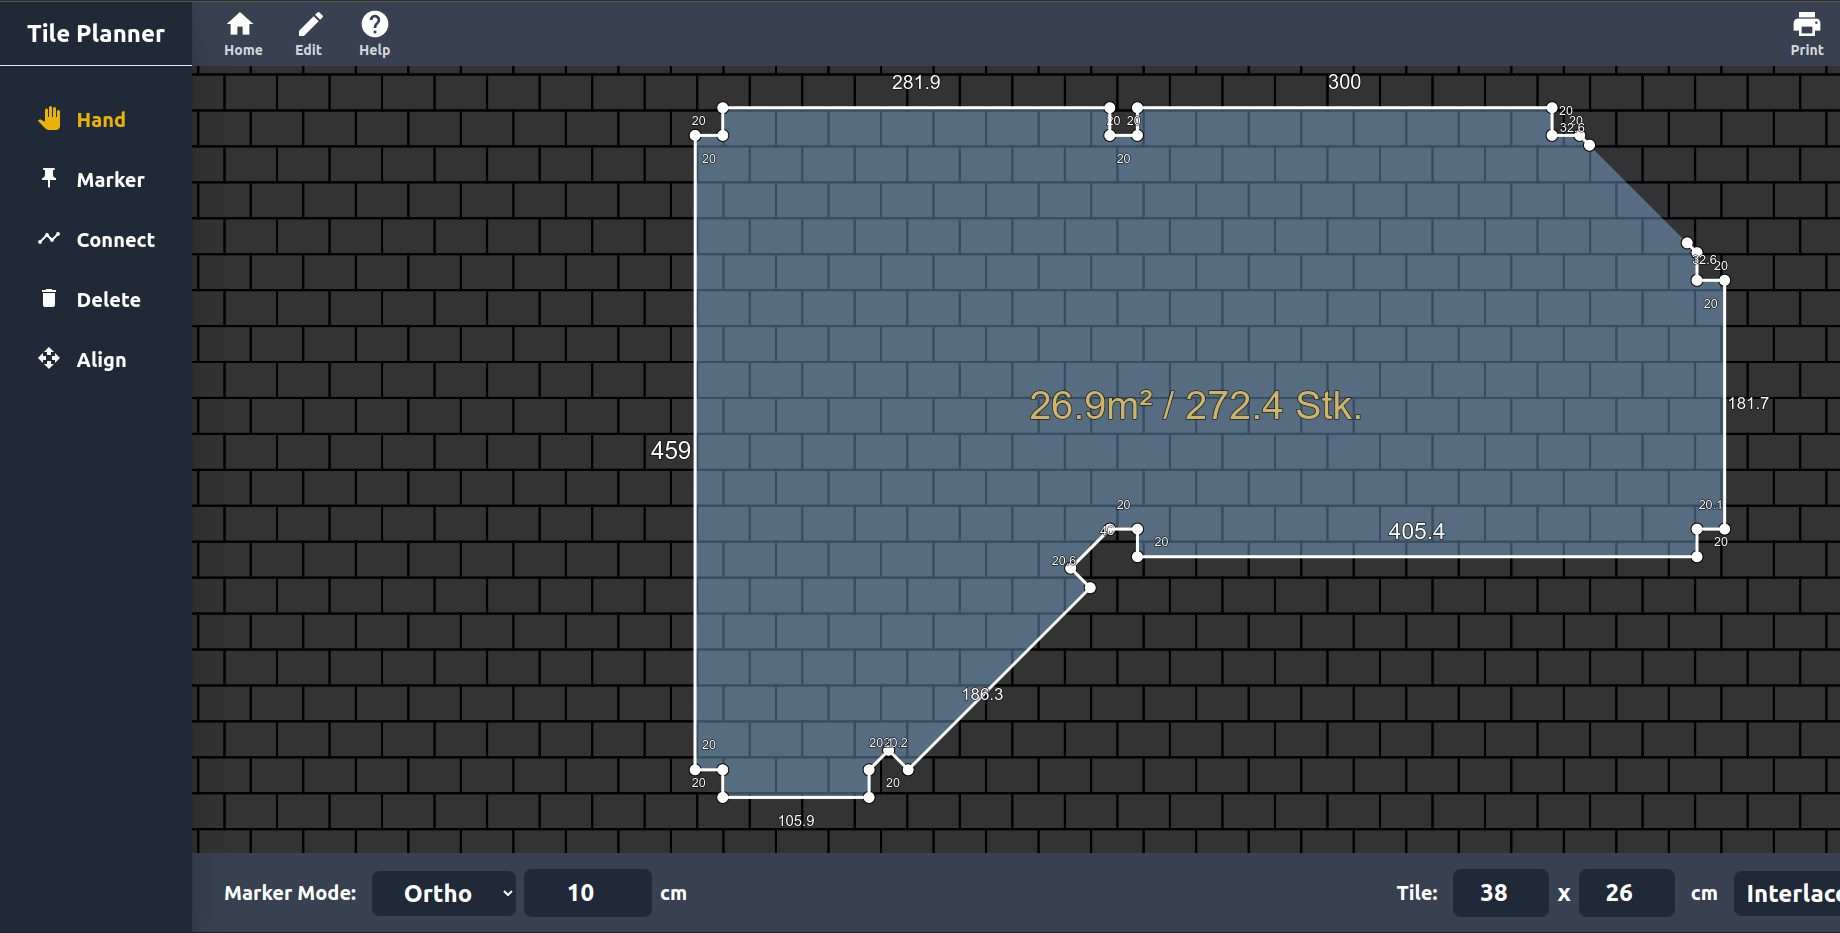 Tile Planner
Home Edit Help Print
Hand
Marker
Connect
Delete
Align
281.9 300
20 20 20 20 20
32.6
20 20
32.6 20
20
26.9m² / 272.4 Stk.
181.7
459
20 20.1
405.4
20 20
20.6
186.3
20 20.2
20 20
105.9
Marker Mode: Ortho 10 cm Tile: 38 x 26 cm